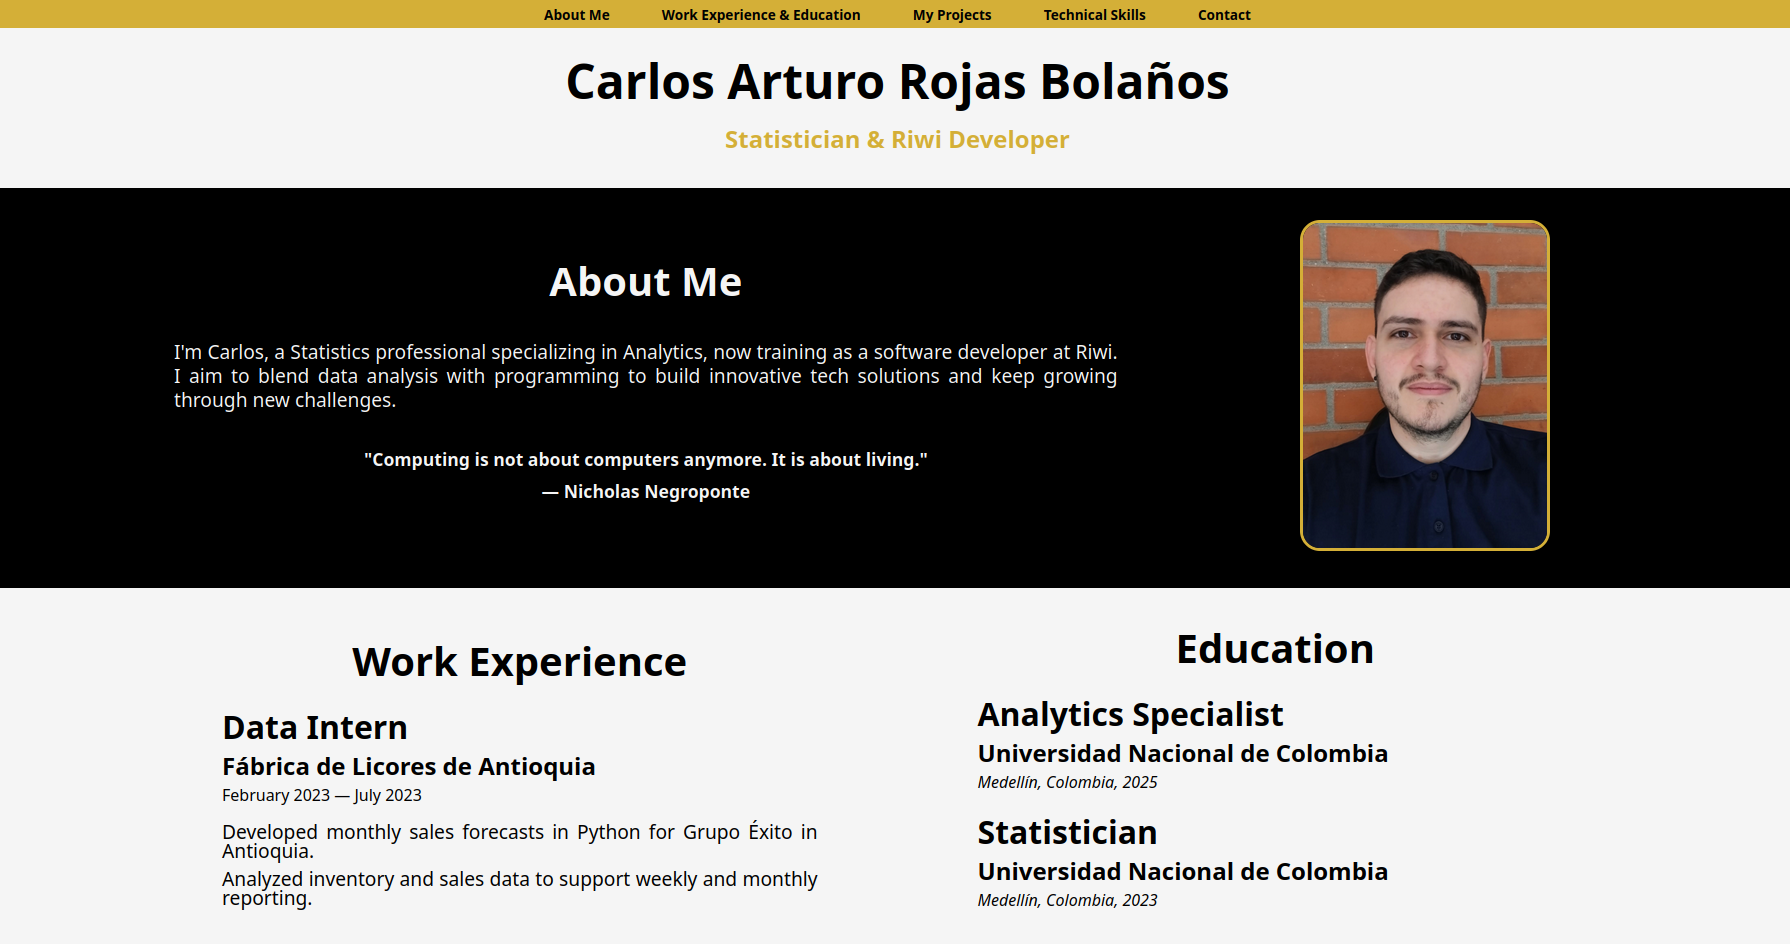 About Me Work Experience & Education My Projects Technical Skills Contact
Carlos Arturo Rojas Bolaños
Statistician & Riwi Developer
About Me
I'm Carlos, a Statistics professional specializing in Analytics, now training as a software developer at Riwi.
I aim to blend data analysis with programming to build innovative tech solutions and keep growing
through new challenges.
"Computing is not about computers anymore. It is about living."
— Nicholas Negroponte
Work Experience
Data Intern
Fábrica de Licores de Antioquia
February 2023 — July 2023
Developed monthly sales forecasts in Python for Grupo Éxito in
Antioquia.
Analyzed inventory and sales data to support weekly and monthly
reporting.
Education
Analytics Specialist
Universidad Nacional de Colombia
Medellín, Colombia, 2025
Statistician
Universidad Nacional de Colombia
Medellín, Colombia, 2023